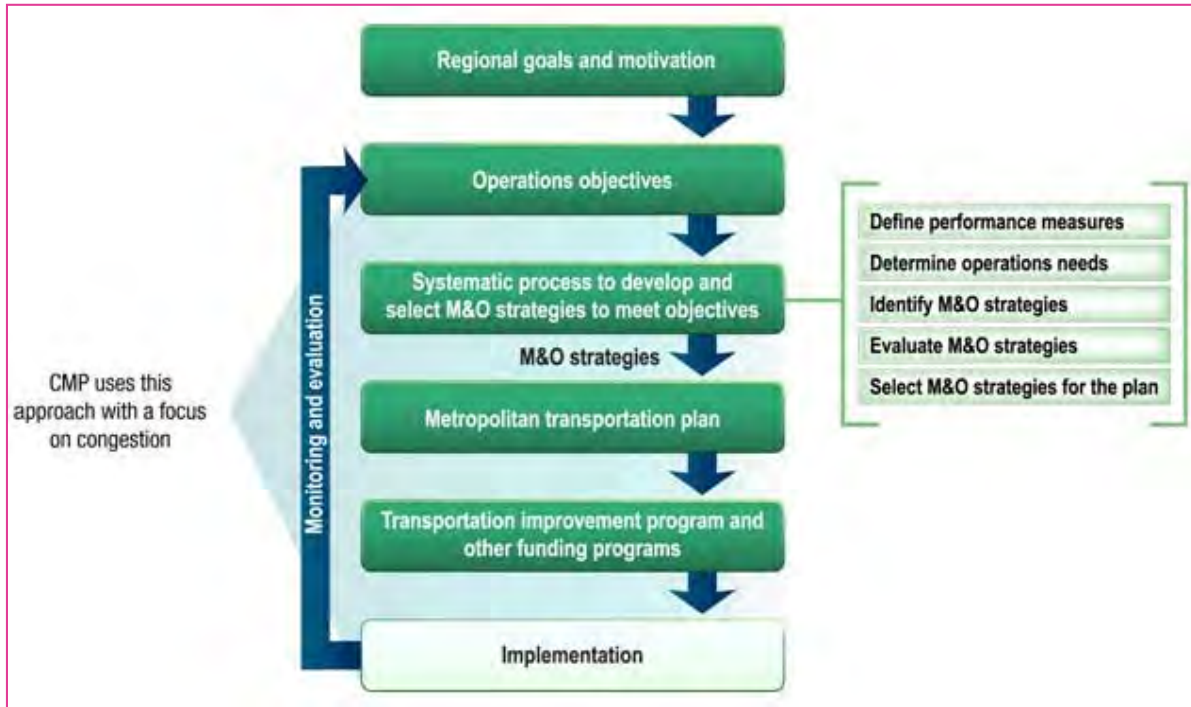 Regional goals and motivation
Operations objectives
Systematic process to develop and
select M&O strategies to meet objectives
M&O strategies
Metropolitan transportation plan
Transportation improvement program and
other funding programs
Implementation
Define performance measures
Determine operations needs
Identify M&O strategies
Evaluate M&O strategies
Select M&O strategies for the plan
Monitoring and evaluation
CMP uses this
approach with a focus
on congestion